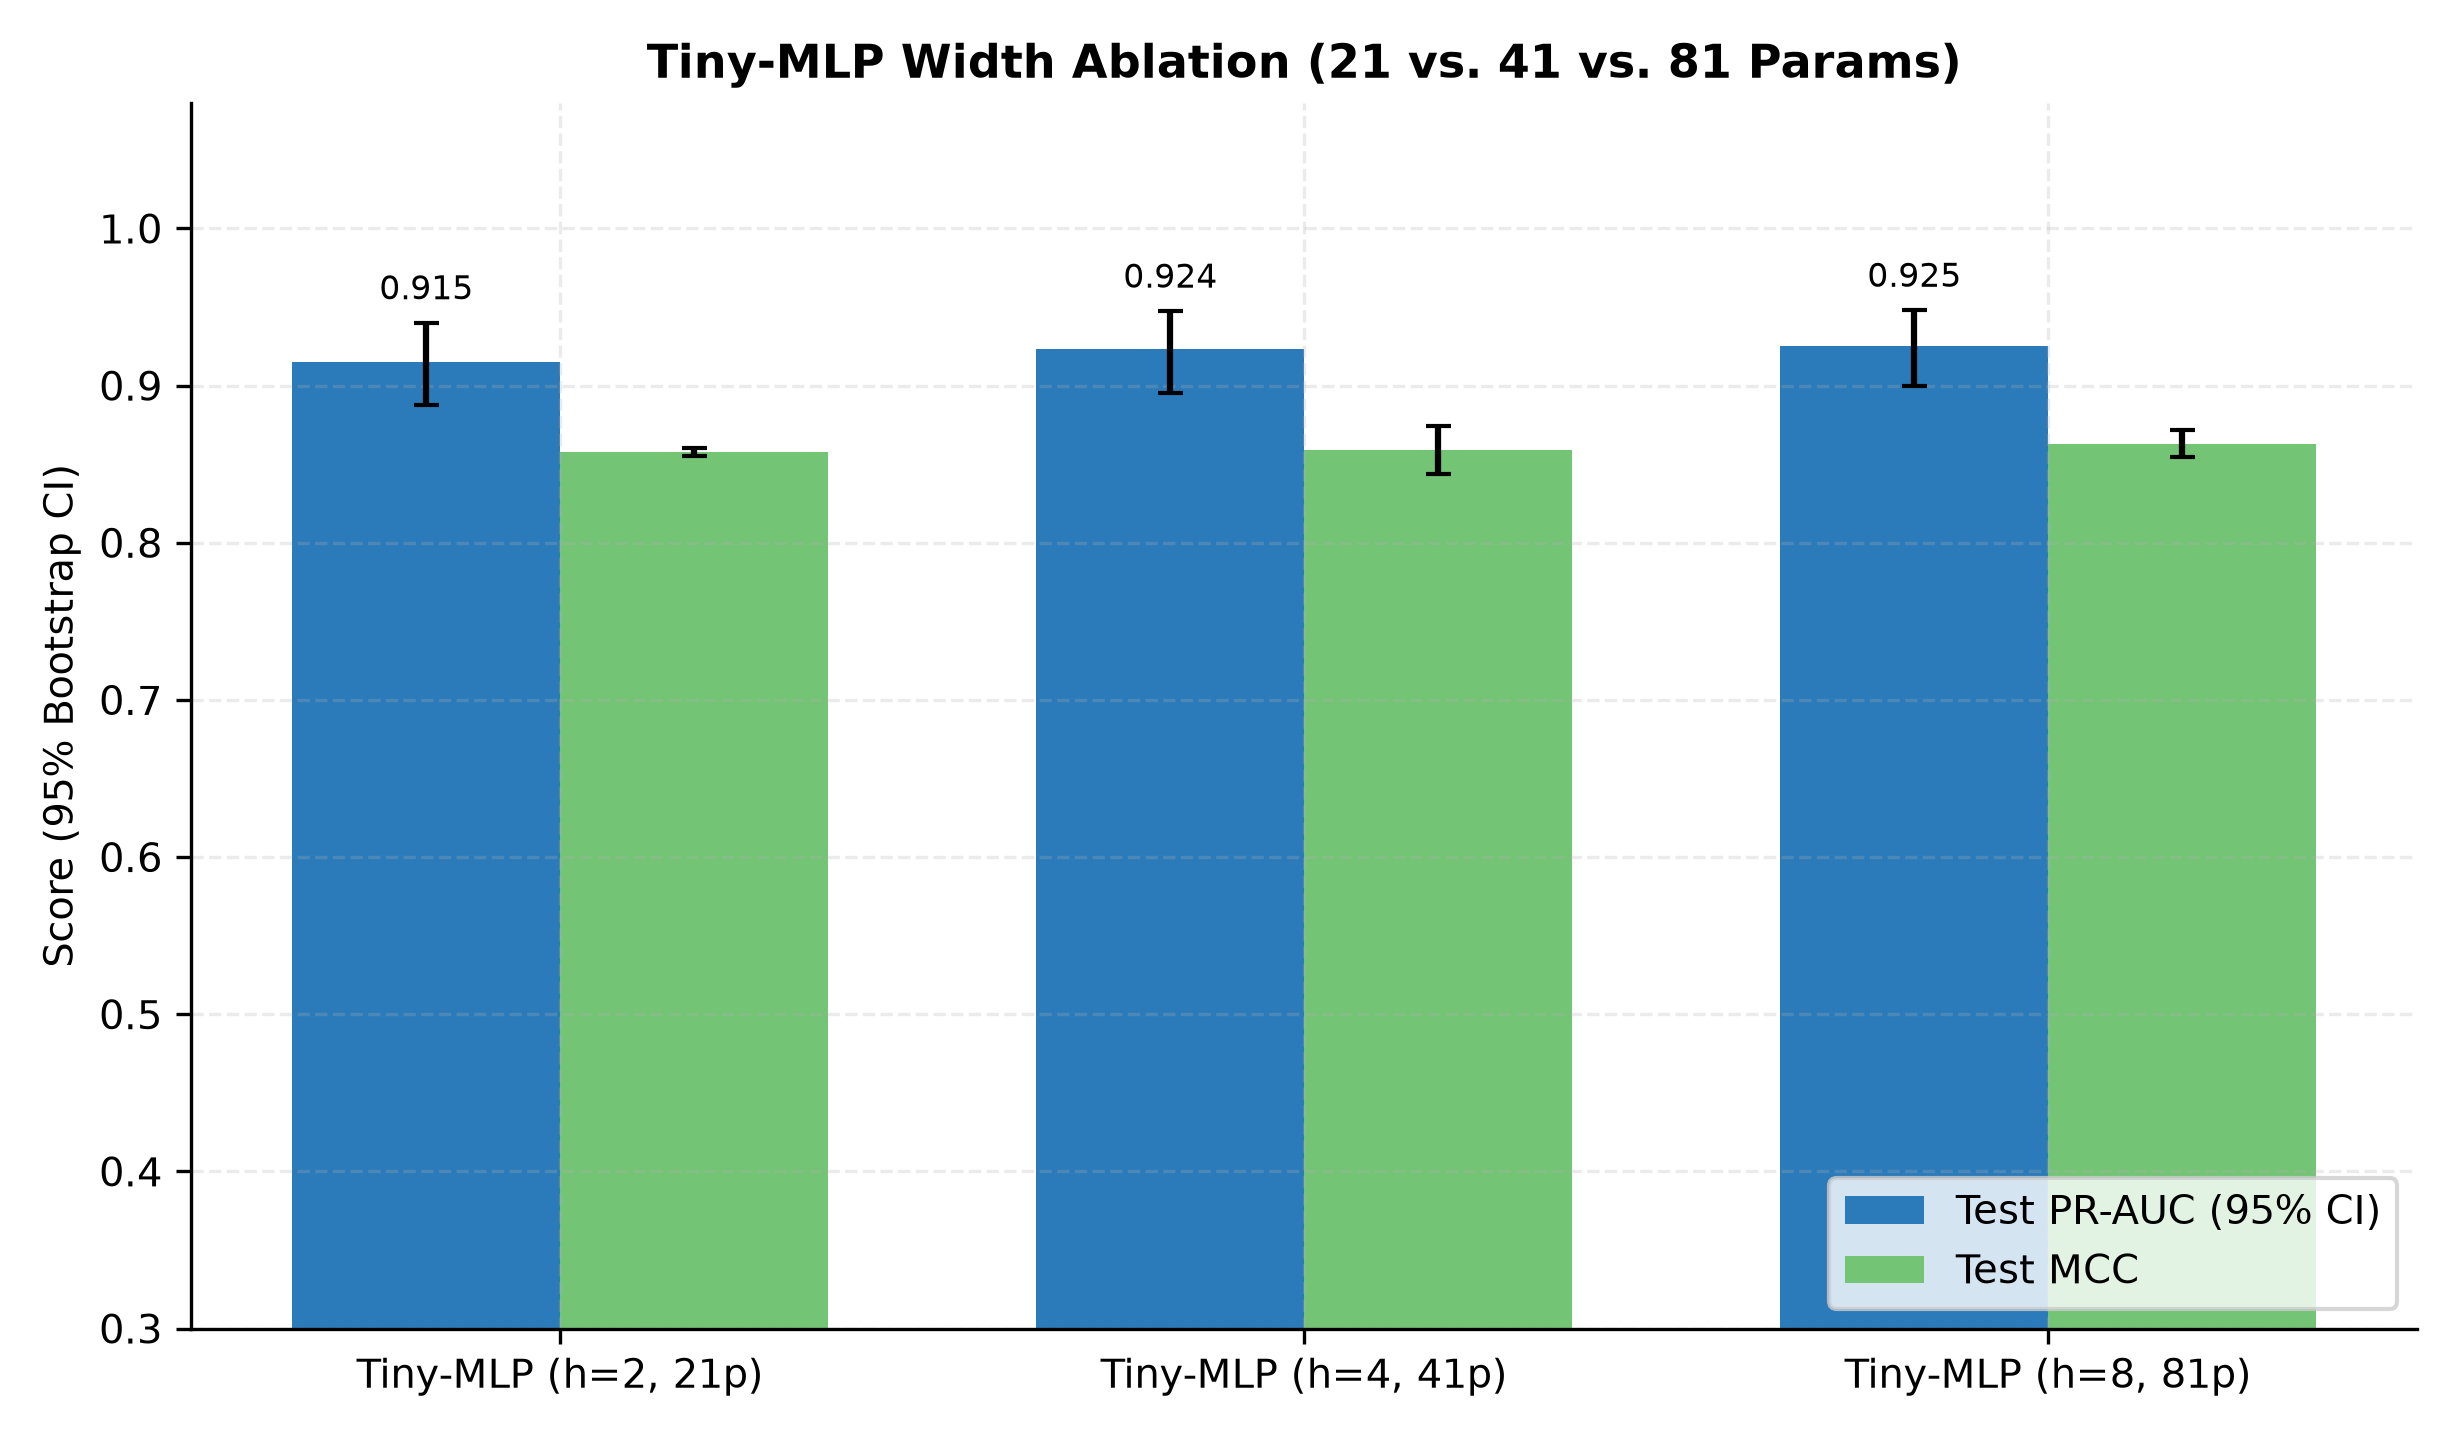 Tiny-MLP Width Ablation (21 vs. 41 vs. 81 Params)
Score (95% Bootstrap CI)
1.0
0.9
0.8
0.7
0.6
0.5
0.4
0.3
0.915
0.924
0.925
Tiny-MLP (h=2, 21p)
Tiny-MLP (h=4, 41p)
Tiny-MLP (h=8, 81p)
Test PR-AUC (95% CI)
Test MCC